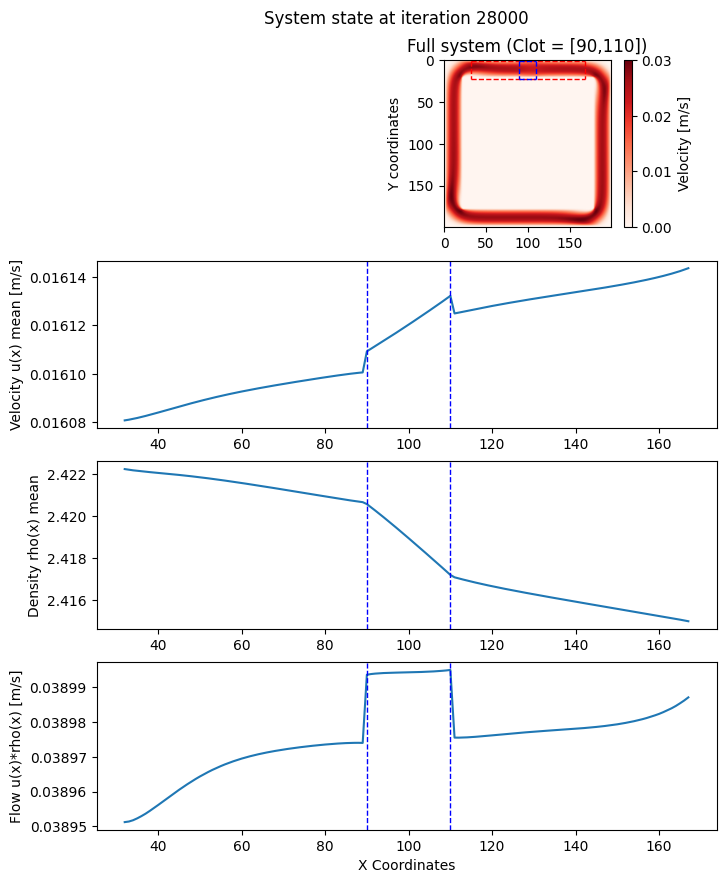 System state at iteration 28000
Full system (Clot = [90,110])
0
50
100
150
Y coordinates
0 50 100 150
0.03
0.02
0.01
0.00
Velocity [m/s]
0.01614
0.01612
0.01610
0.01608
Velocity u(x) mean [m/s]
40 60 80 100 120 140 160
2.422
2.420
2.418
2.416
Density rho(x) mean
40 60 80 100 120 140 160
0.03899
0.03898
0.03897
0.03896
0.03895
Flow u(x)*rho(x) [m/s]
40 60 80 100 120 140 160
X Coordinates